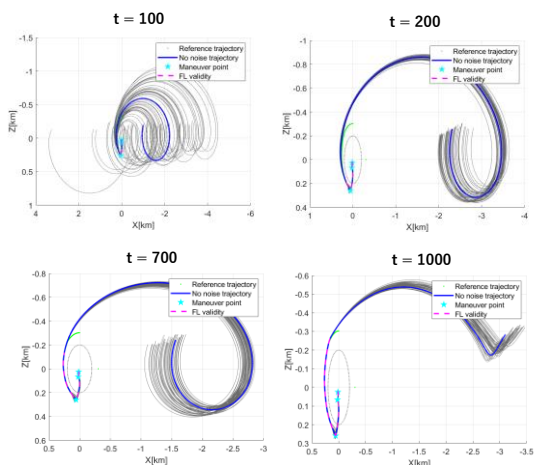 t = 100
t = 200
-1.5
-1
-0.5
0
0.5
1
Z[km]
4
2
0
-2
-4
-6
X[km]
Reference trajectory
No noise trajectory
Maneuver point
FL validity
-1
-0.8
-0.6
-0.4
-0.2
0
0.2
0.4
Z[km]
1
0
-1
-2
-3
-4
X[km]
Reference trajectory
No noise trajectory
Maneuver point
FL validity
t = 700
t = 1000
-0.8
-0.6
-0.4
-0.2
0
0.2
0.4
0.6
Z[km]
0.5
0
-0.5
-1
-1.5
-2
-2.5
-3
X[km]
Reference trajectory
No noise trajectory
Maneuver point
FL validity
-0.6
-0.5
-0.4
-0.3
-0.2
-0.1
0
0.1
0.2
0.3
Z[km]
0.5
0
-0.5
-1
-1.5
-2
-2.5
-3
-3.5
X[km]
Reference trajectory
No noise trajectory
Maneuver point
FL validity